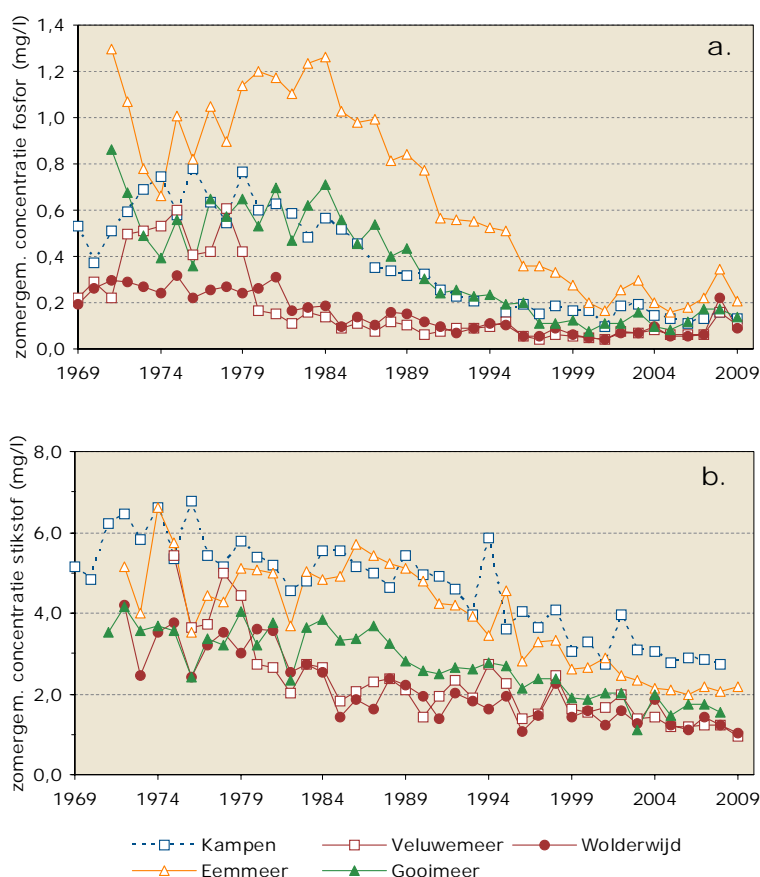 zomergem. concentratie fosfor (mg/l)
a.
1,4
1,2
1,0
0,8
0,6
0,4
0,2
0,0
1969 1974 1979 1984 1989 1994 1999 2004 2009
zomergem. concentratie stikstof (mg/l)
b.
8,0
6,0
4,0
2,0
0,0
1969 1974 1979 1984 1989 1994 1999 2004 2009
Kampen Veluwemeer Wolderwijd
Eemmeer Gooimeer